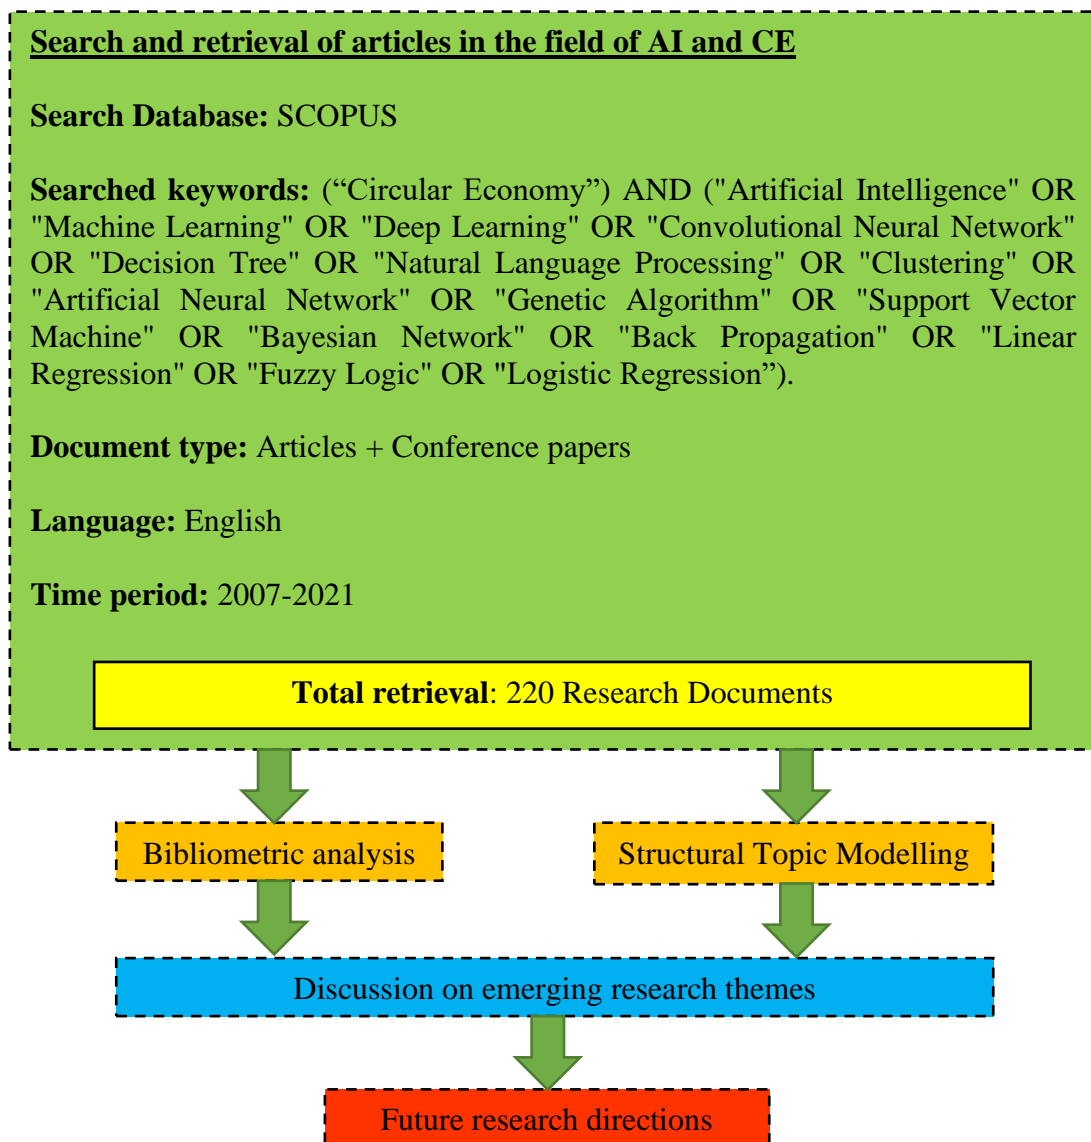 Search and retrieval of articles in the field of AI and CE
Search Database: SCOPUS
Searched keywords: (“Circular Economy”) AND ("Artificial Intelligence" OR
"Machine Learning" OR "Deep Learning" OR "Convolutional Neural Network"
OR "Decision Tree" OR "Natural Language Processing" OR "Clustering" OR
"Artificial Neural Network" OR "Genetic Algorithm" OR "Support Vector
Machine" OR "Bayesian Network" OR "Back Propagation" OR "Linear
Regression" OR "Fuzzy Logic" OR "Logistic Regression”).
Document type: Articles + Conference papers
Language: English
Time period: 2007-2021
Total retrieval: 220 Research Documents
Bibliometric analysis
Structural Topic Modelling
Discussion on emerging research themes
Future research directions